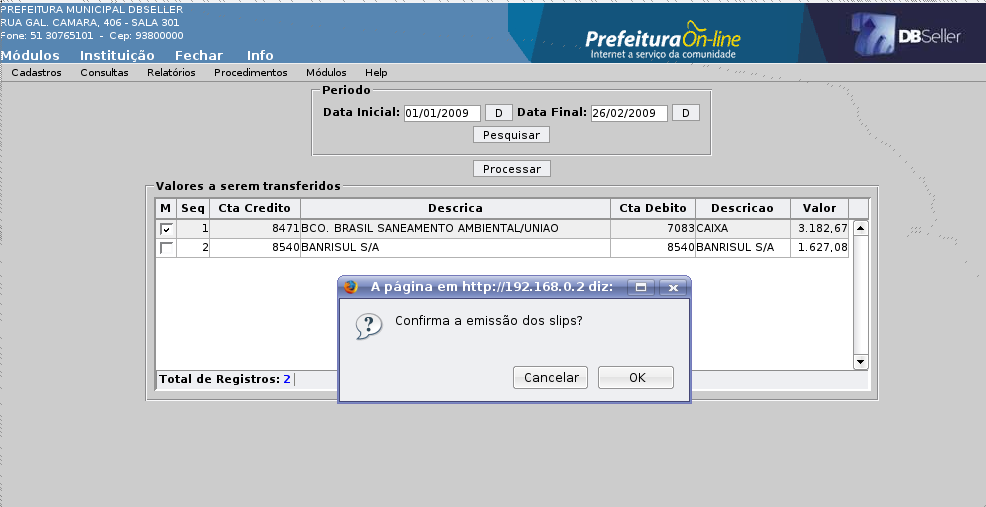 PREFEITURA MUNICIPAL DBSELLER
RUA GAL. CAMARA, 406 - SALA 301
Fone: 51 30765101 - Cep: 93800000
PrefeituraOn-line
Internet a serviço da comunidade
DBSeller
Módulos Instituição Fechar Info
Cadastros Consultas Relatórios Procedimentos Módulos Help
Periodo
Data Inicial: 01/01/2009 D Data Final: 26/02/2009 D
Pesquisar
Processar
Valores a serem transferidos
M Seq Cta Credito Descrica Cta Debito Descricao Valor
1 8471 BCO. BRASIL SANEAMENTO AMBIENTAL/UNIAO 7083 CAIXA 3.182,67
2 8540 BANRISUL S/A 8540 BANRISUL S/A 1.627,08
A página em http://192.168.0.2 diz:
Confirma a emissão dos slips?
Cancelar OK
Total de Registros: 2